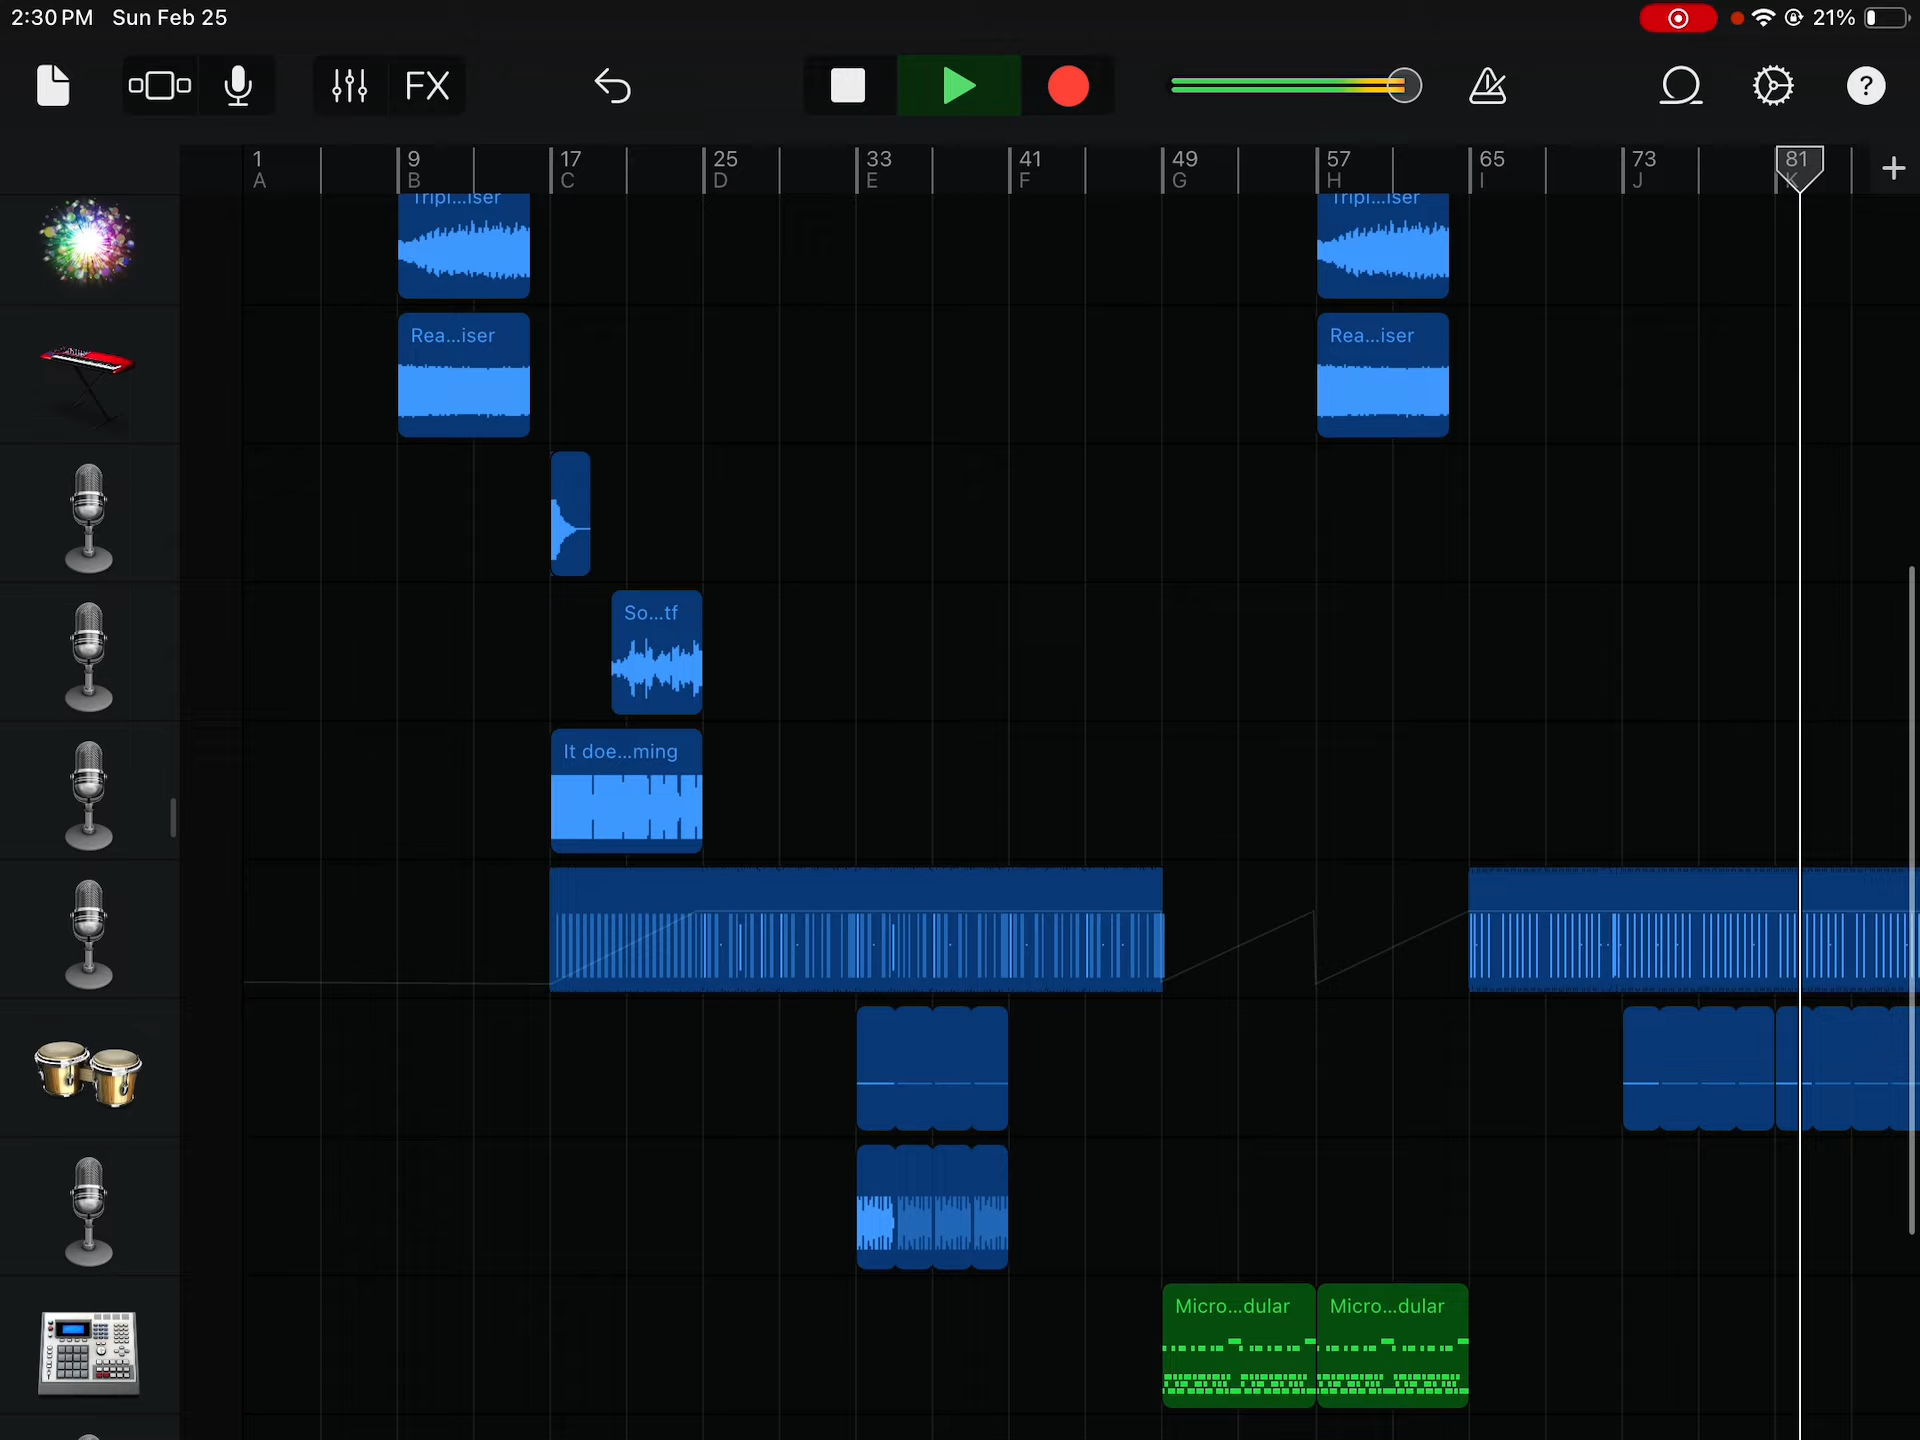 2:30 PM Sun Feb 25
21%
FX
?
1 9 17 25 33 41 49 57 65 73 81
A B C D E F G H I J K
Tripl...iser Tripl...iser
Rea...iser Rea...iser
So...tf
It doe...ming
Micro...dular Micro...dular